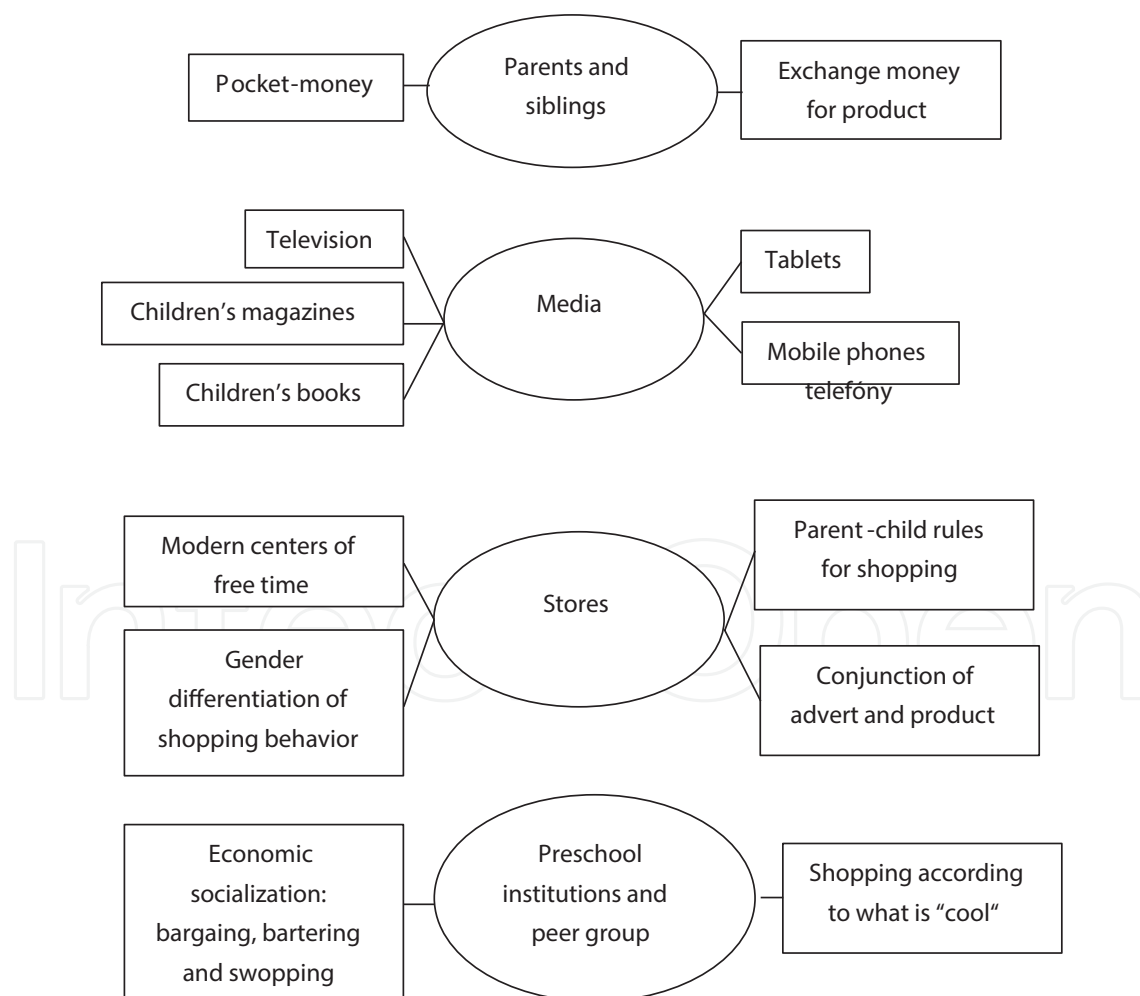 Pocket-money
Parents and
siblings
Exchange money
for product
Television
Children's magazines
Children's books
Media
Tablets
Mobile phones
telefóny
Modern centers of
free time
Gender
differentiation of
shopping behavior
Stores
Parent-child rules
for shopping
Conjunction of
advert and product
Economic
socialization:
bargaing, bartering
and swopping
Preschool
institutions and
peer group
Shopping according
to what is “cool“
IntechOpen